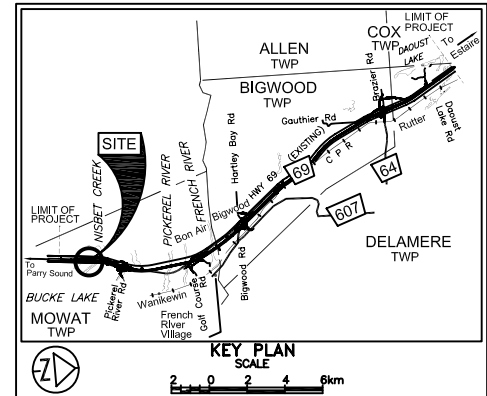 LIMIT OF
PROJECT
To
Estaire
COX
TWP
DAOUST
LAKE
ALLEN
TWP
BIGWOOD
TWP
Brazier Rd
Gauthier Rd
Rutter
Daoust
Lake Rd
Hartley Bay Rd
HWY 69 (EXISTING)
69
C P R
64
607
SITE
NISBET CREEK
PICKEREL RIVER
FRENCH RIVER
Bon Air
Bigwood
DELAMERE
TWP
LIMIT OF
PROJECT
To
Parry Sound
BUCKE LAKE
MOWAT
TWP
Pickerel
River Rd
Wanikewin
French
River
Village
Golf Course
Rd
Bigwood Rd
Z
KEY PLAN
SCALE
2 0 2 4 6km